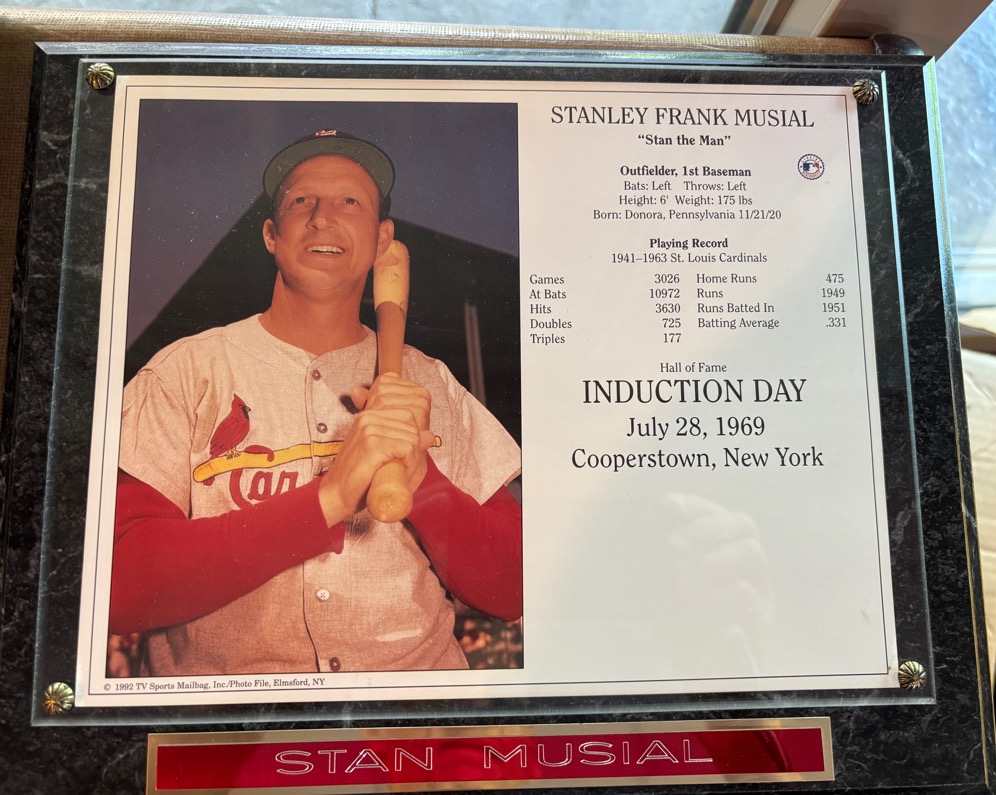 STANLEY FRANK MUSIAL
"Stan the Man"
Outfielder, 1st Baseman
Bats: Left Throws: Left
Height: 6' Weight: 175 lbs
Born: Donora, Pennsylvania 11/21/20
Playing Record
1941–1963 St. Louis Cardinals
Games 3026 Home Runs 475
At Bats 10972 Runs 1949
Hits 3630 Runs Batted In 1951
Doubles 725 Batting Average .331
Triples 177
Hall of Fame
INDUCTION DAY
July 28, 1969
Cooperstown, New York
Car
© 1992 TV Sports Mailbag, Inc./Photo File, Elmsford, NY
STAN MUSIAL